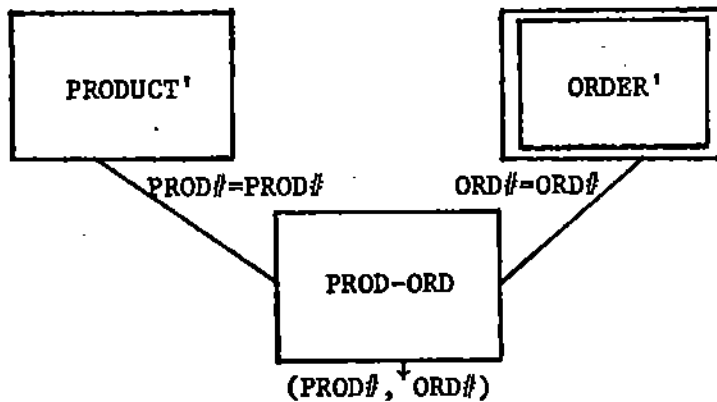 PRODUCT'
ORDER'
PROD#=PROD#
ORD#=ORD#
PROD-ORD
(PROD#, ORD#)